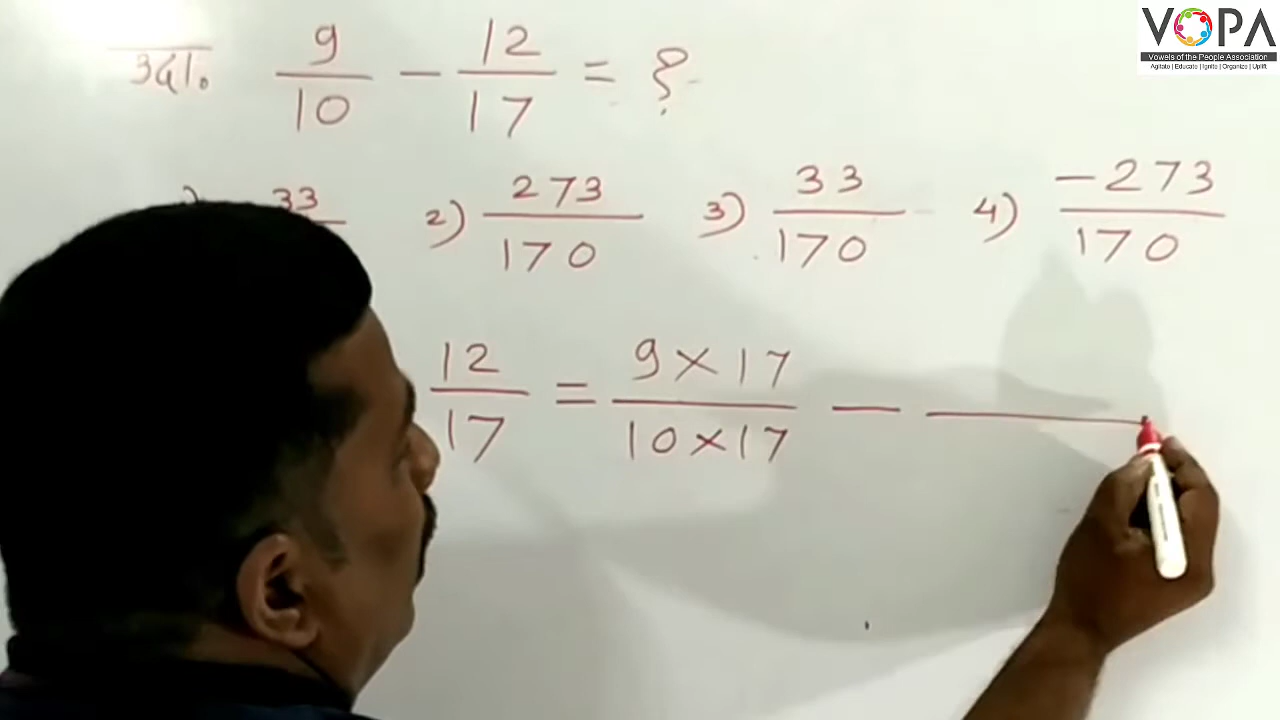 VOPA
Vowels of the People Association
Agitate | Educate | Ignite | Organize | Uplift
उदा. 9/10 - 12/17 = ?
33 2) 273/170 3) 33/170 4) -273/170
12/17 = 9×17/10×17 -